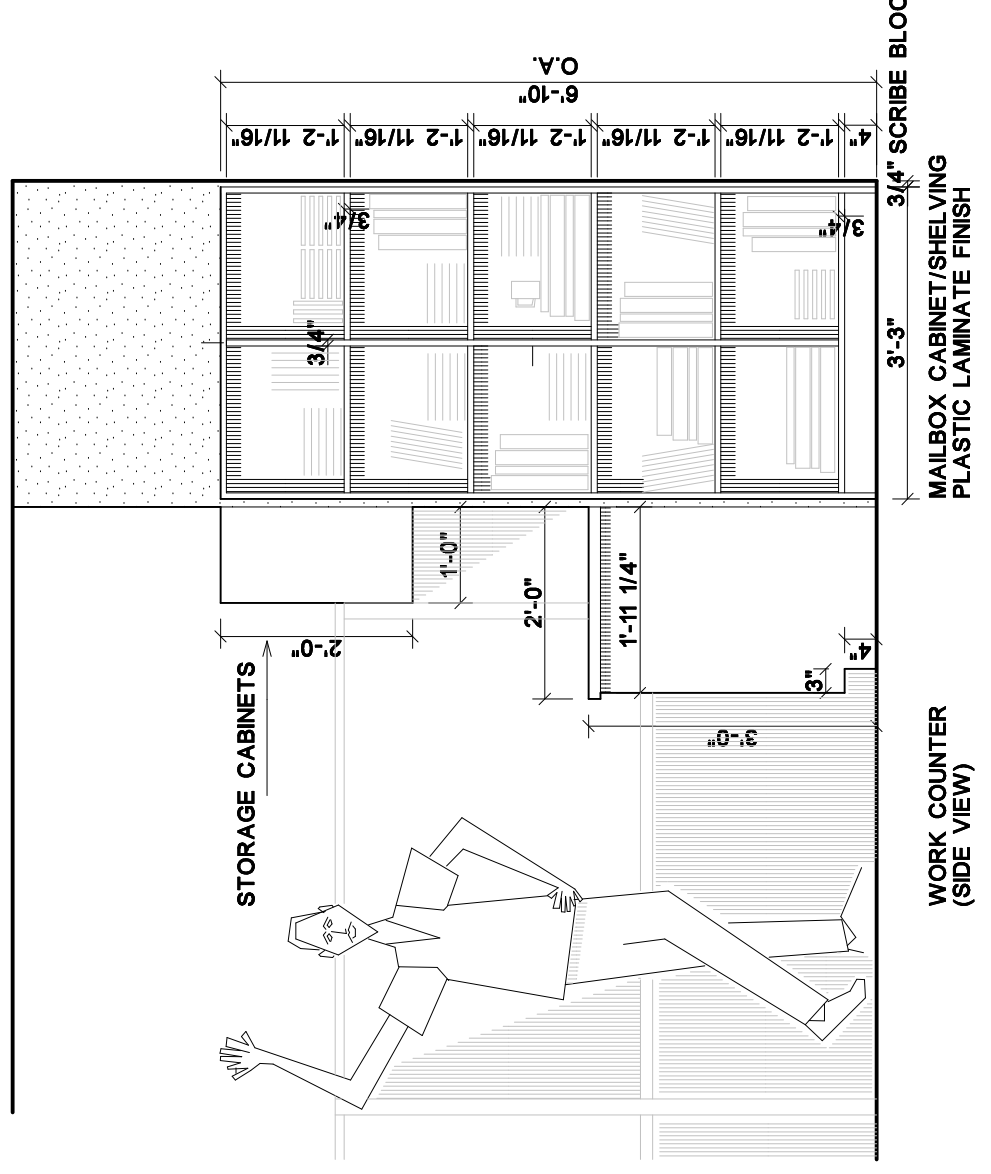 O.A.
6'-10"
1'-2 11/16"
1'-2 11/16"
1'-2 11/16"
1'-2 11/16"
1'-2 11/16"
4"
3/4"
3/4"
3/4"
3/4" SCRIBE BLOC
3'-3"
MAILBOX CABINET/SHELVING
PLASTIC LAMINATE FINISH
1'-0"
2'-0"
1'-11 1/4"
2'-0"
STORAGE CABINETS
4"
3"
3'-0"
WORK COUNTER
(SIDE VIEW)